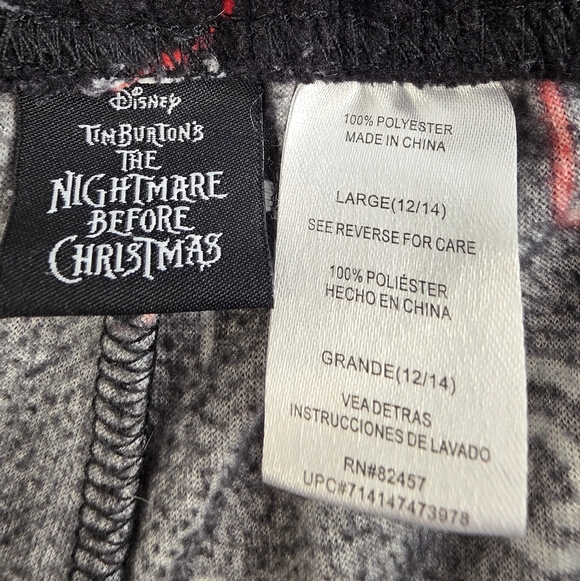 Disney
Tim Burton's
The
Nightmare
Before
Christmas
100% POLYESTER
MADE IN CHINA
LARGE(12/14)
SEE REVERSE FOR CARE
100% POLIÉSTER
HECHO EN CHINA
GRANDE(12/14)
VEA DETRAS
INSTRUCCIONES DE LAVADO
RN#82457
UPC#714147473978